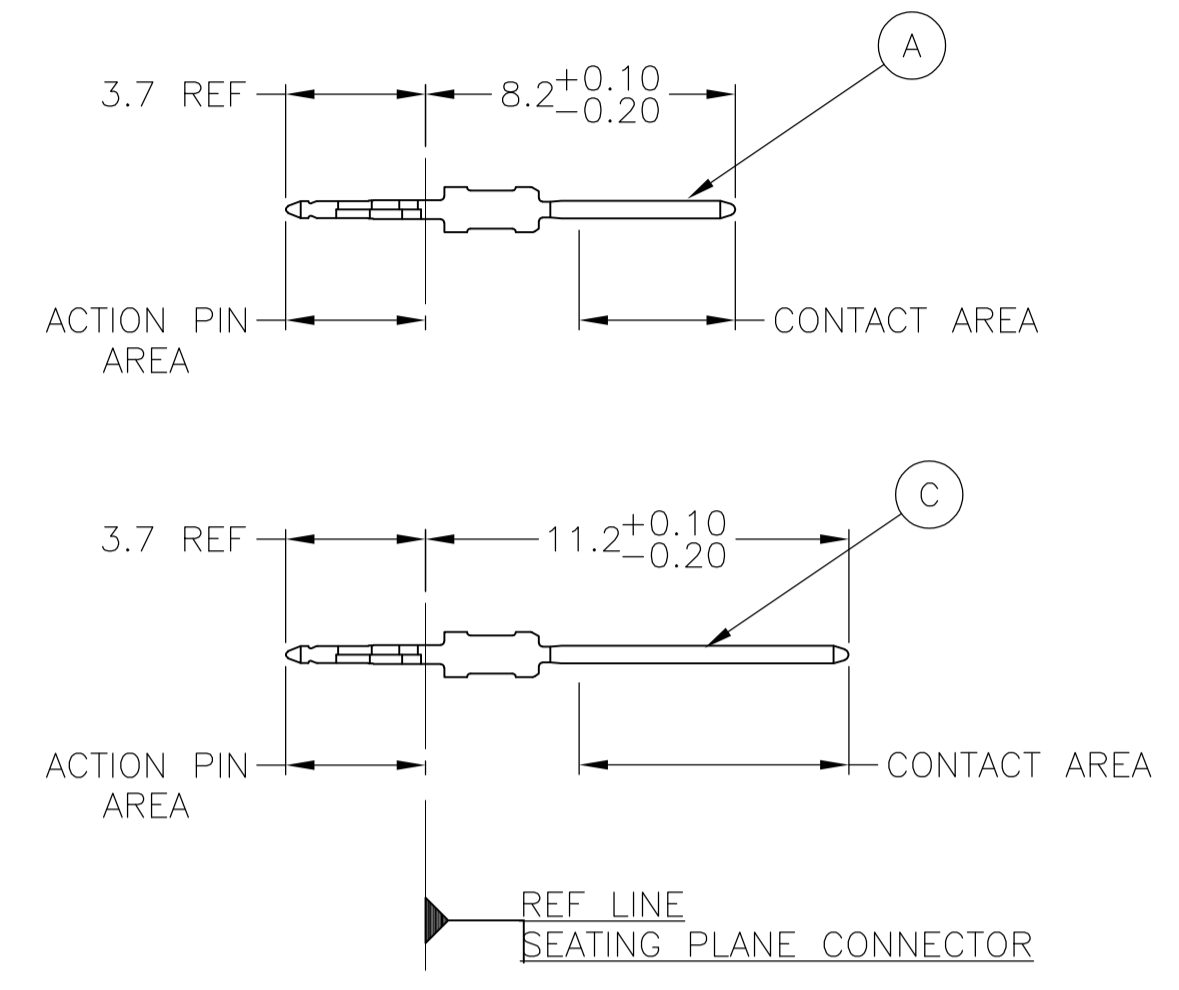 A
3.7 REF
8.2 +0.10
-0.20
ACTION PIN
AREA
CONTACT AREA
C
3.7 REF
11.2 +0.10
-0.20
ACTION PIN
AREA
CONTACT AREA
REF LINE
SEATING PLANE CONNECTOR